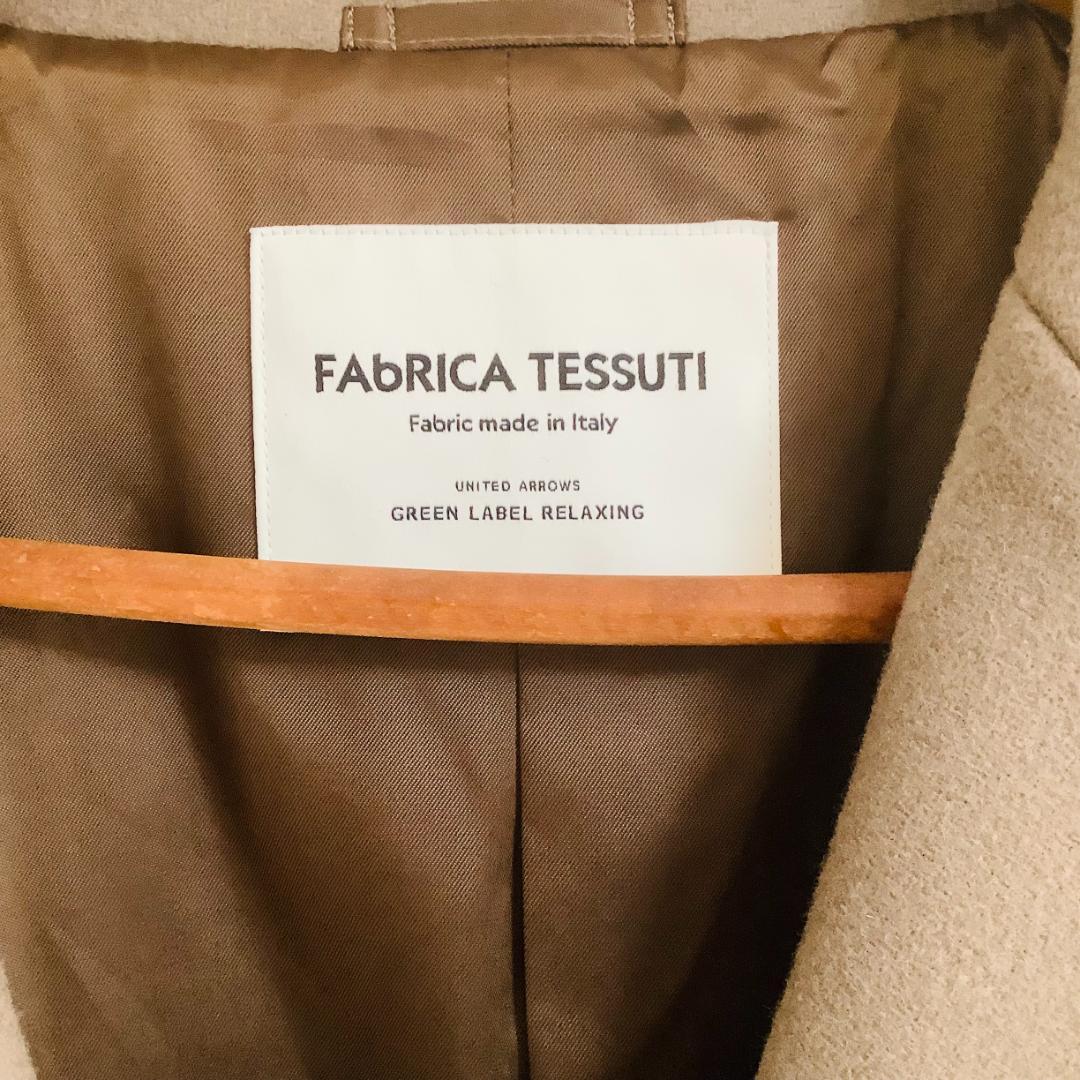 FAbRICA TESSUTI
Fabric made in Italy
UNITED ARROWS
GREEN LABEL RELAXING